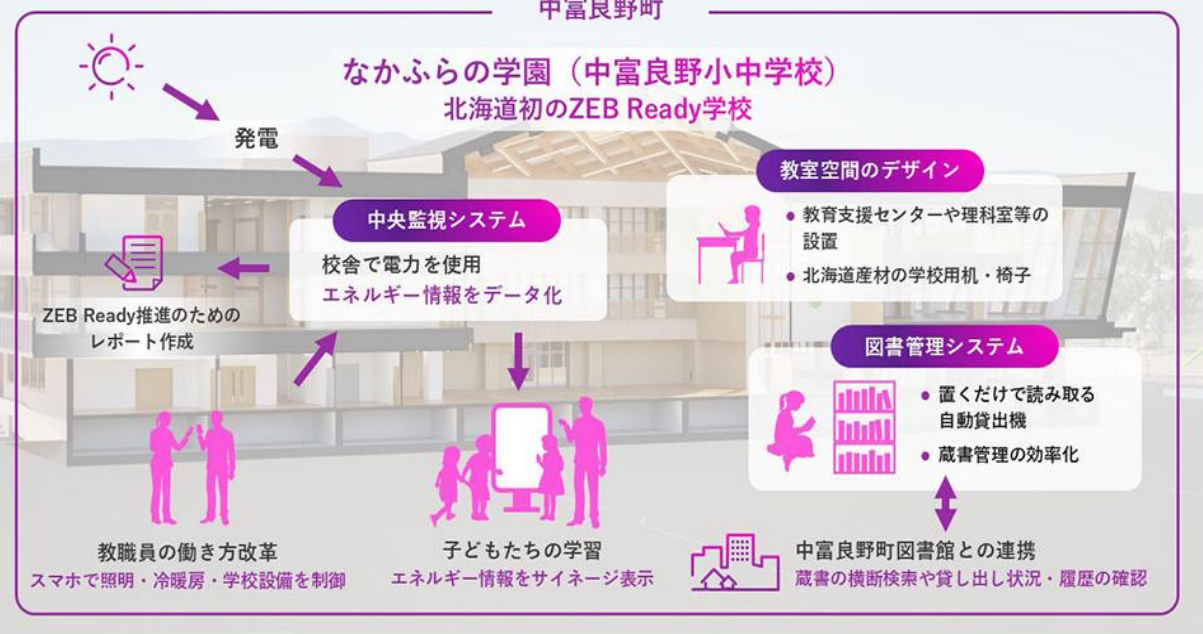 中富良野町
なかふらの学園（中富良野小中学校）
北海道初のZEB Ready学校
発電
中央監視システム
校舎で電力を使用
エネルギー情報をデータ化
ZEB Ready推進のための
レポート作成
教室空間のデザイン
• 教育支援センターや理科室等の
設置
• 北海道産材の学校用机・椅子
図書管理システム
• 置くだけで読み取る
自動貸出機
• 蔵書管理の効率化
教職員の働き方改革
スマホで照明・冷暖房・学校設備を制御
子どもたちの学習
エネルギー情報をサイネージ表示
中富良野町図書館との連携
蔵書の横断検索や貸し出し状況・履歴の確認